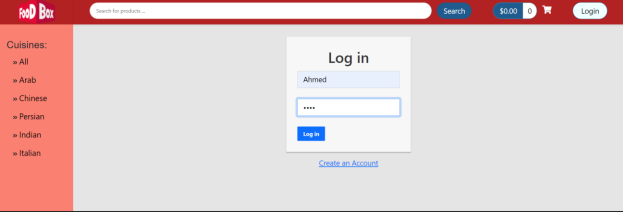 FooD Box
Search for products ...
Search
$0.00 0
Login
Cuisines:
» All
» Arab
» Chinese
» Persian
» Indian
» Italian
Log in
Ahmed
••••
Log in
Create an Account